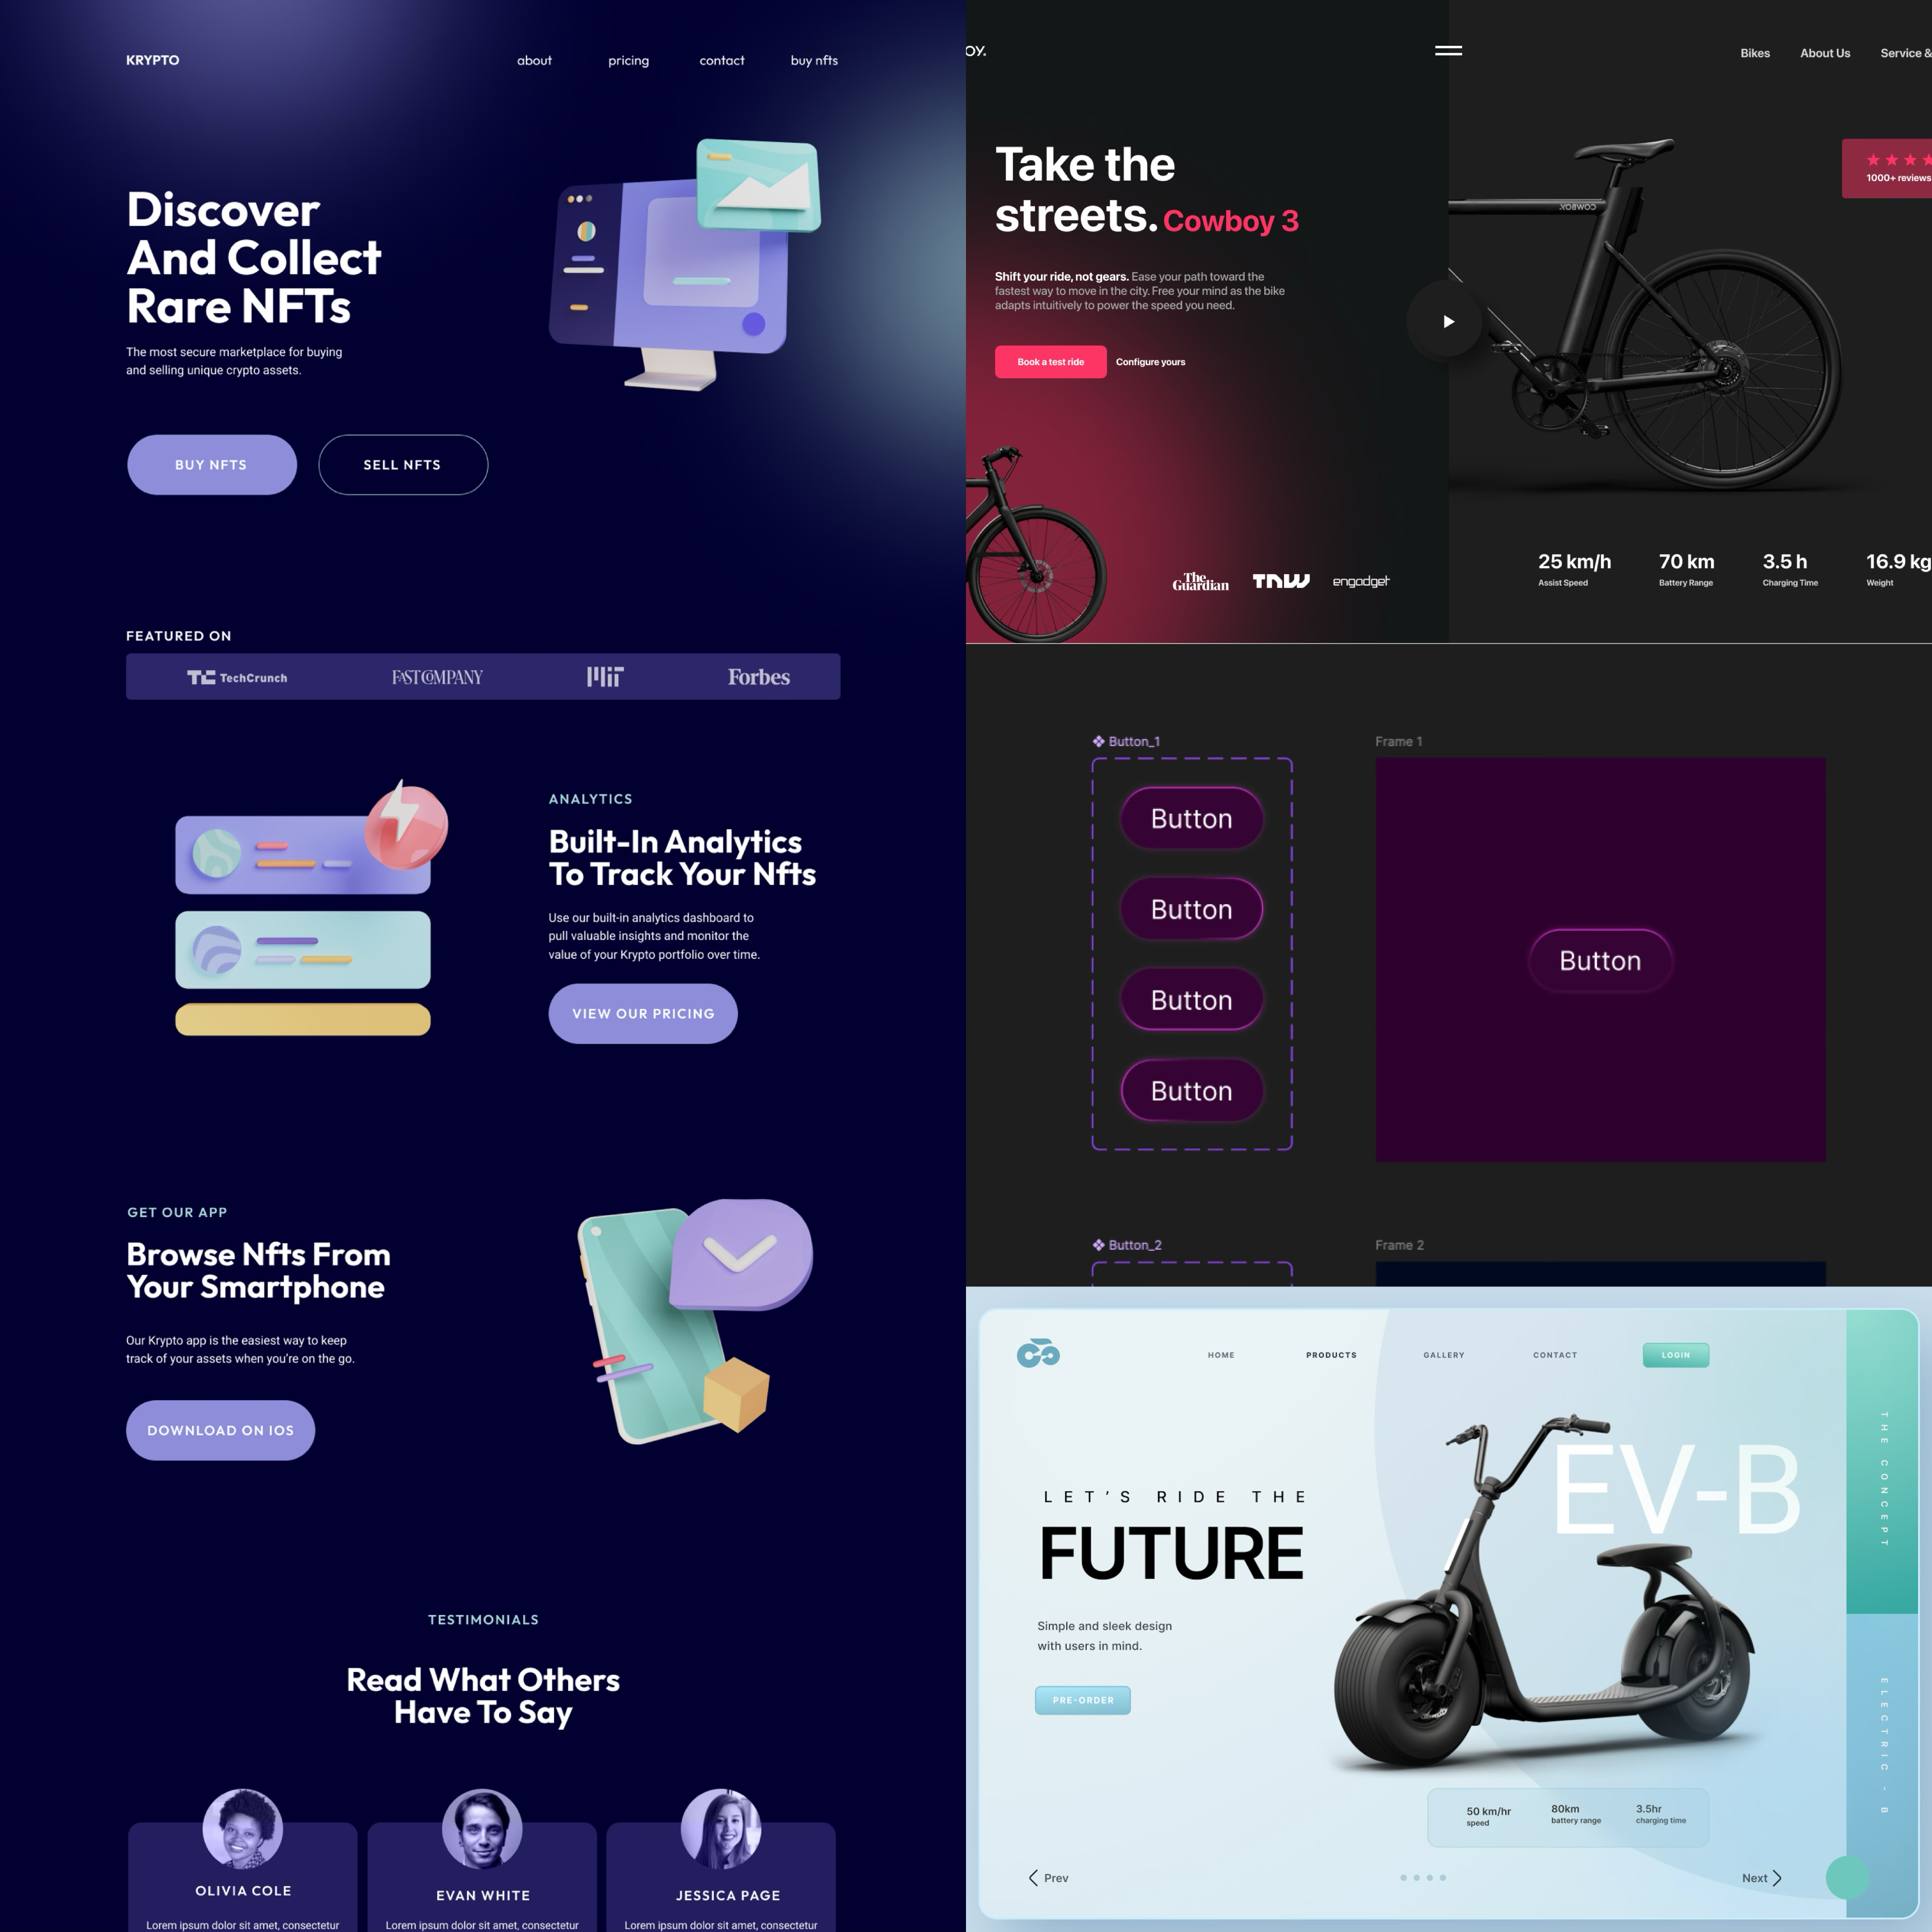 KRYPTO
about
pricing
contact
buy nfts
Discover
And Collect
Rare NFTs
The most secure marketplace for buying
and selling unique crypto assets.
BUY NFTS
SELL NFTS
FEATURED ON
TechCrunch
FAST COMPANY
MIT
Forbes
ANALYTICS
Built-In Analytics
To Track Your Nfts
Use our built-in analytics dashboard to
pull valuable insights and monitor the
value of your Krypto portfolio over time.
VIEW OUR PRICING
GET OUR APP
Browse Nfts From
Your Smartphone
Our Krypto app is the easiest way to keep
track of your assets when you're on the go.
DOWNLOAD ON IOS
TESTIMONIALS
Read What Others
Have To Say
OLIVIA COLE
Lorem ipsum dolor sit amet, consectetur
EVAN WHITE
Lorem ipsum dolor sit amet, consectetur
JESSICA PAGE
Lorem ipsum dolor sit amet, consectetur
OY.
Bikes
About Us
Service &
Take the
streets. Cowboy 3
Shift your ride, not gears. Ease your path toward the
fastest way to move in the city. Free your mind as the bike
adapts intuitively to power the speed you need.
Book a test ride
Configure yours
The
Guardian
TNW
engadget
COWBOY.
1000+ reviews
25 km/h
Assist Speed
70 km
Battery Range
3.5 h
Charging Time
16.9 kg
Weight
Button_1
Button
Button
Button
Button
Frame 1
Button
Button_2
Frame 2
HOME
PRODUCTS
GALLERY
CONTACT
LOGIN
LET'S RIDE THE
FUTURE
EV-B
Simple and sleek design
with users in mind.
PRE-ORDER
THE CONCEPT
ELECTRIC - B
50 km/hr
speed
80km
battery range
3.5hr
charging time
Prev
Next